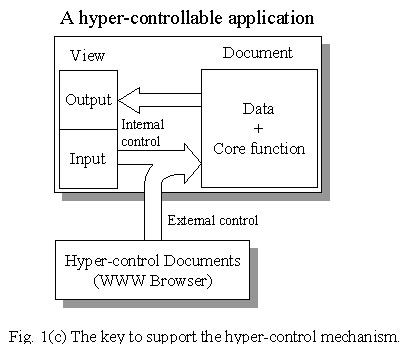 A hyper-controllable application
View
Document
Output
Internal
control
Input
Data
+
Core function
External control
Hyper-control Documents
(WWW Browser)
Fig. 1(c) The key to support the hyper-control mechanism.